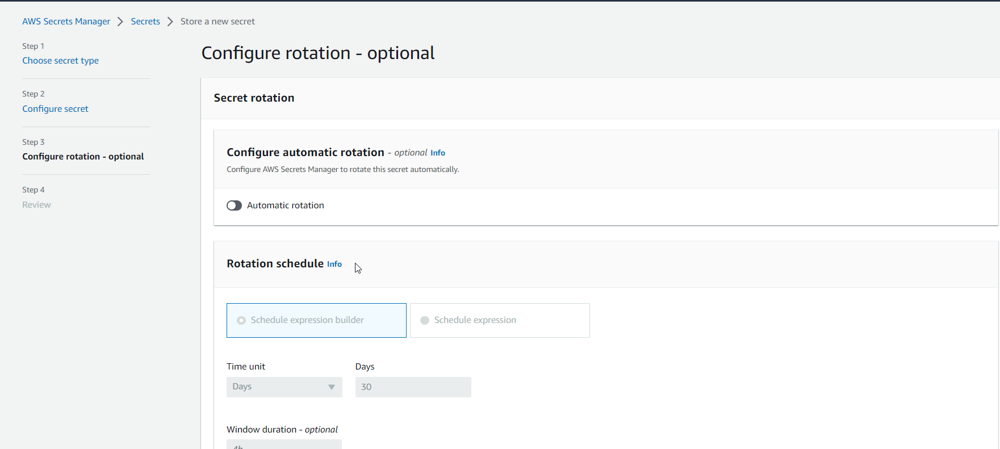 AWS Secrets Manager > Secrets > Store a new secret
Step 1
Choose secret type
Step 2
Configure secret
Step 3
Configure rotation - optional
Step 4
Review
Configure rotation - optional
Secret rotation
Configure automatic rotation - optional Info
Configure AWS Secrets Manager to rotate this secret automatically.
Automatic rotation
Rotation schedule Info
Schedule expression builder
Schedule expression
Time unit
Days
Days
30
Window duration - optional
4h